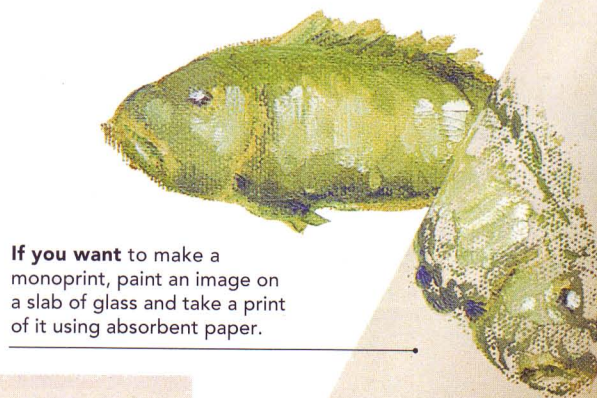 If you want to make a
monoprint, paint an image on
a slab of glass and take a print
of it using absorbent paper.